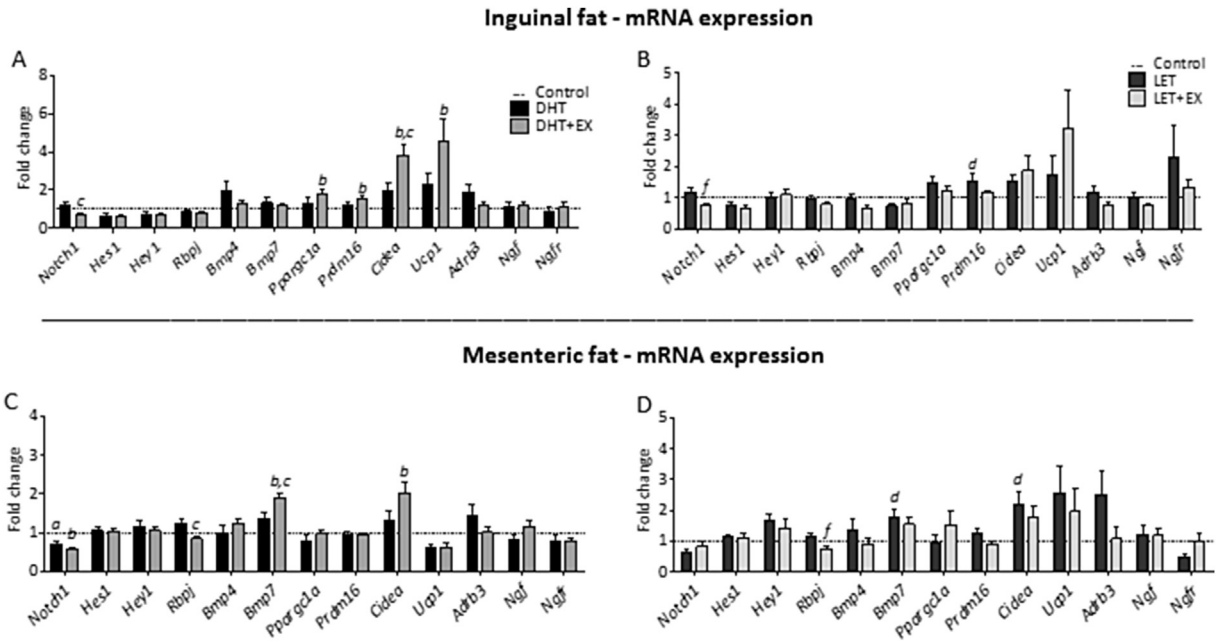 Inguinal fat - mRNA expression
A
Fold change
8
6
4
2
0
--- Control
DHT
DHT+EX
c
b
b
b,c
b
Notch1
Hes1
Hey1
Rbpj
Bmp4
Bmp7
Ppargc1a
Prdm16
Cidea
Ucp1
Adrb3
Ngf
Ngfr
B
Fold change
5
4
3
2
1
0
--- Control
LET
LET+EX
f
d
Notch1
Hes1
Hey1
Rbpj
Bmp4
Bmp7
Ppargc1a
Prdm16
Cidea
Ucp1
Adrb3
Ngf
Ngfr
Mesenteric fat - mRNA expression
C
Fold change
4
3
2
1
0
a
b
c
b,c
b
Notch1
Hes1
Hey1
Rbpj
Bmp4
Bmp7
Ppargc1a
Prdm16
Cidea
Ucp1
Adrb3
Ngf
Ngfr
D
Fold change
5
4
3
2
1
0
f
d
d
Notch1
Hes1
Hey1
Rbpj
Bmp4
Bmp7
Ppargc1a
Prdm16
Cidea
Ucp1
Adrb3
Ngf
Ngfr